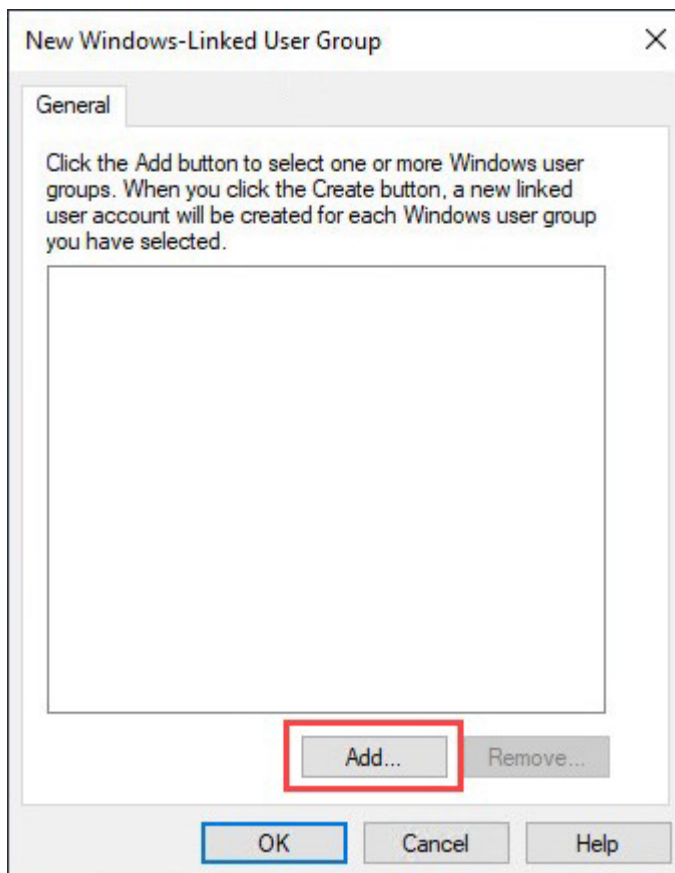 New Windows-Linked User Group
General
Click the Add button to select one or more Windows user
groups. When you click the Create button, a new linked
user account will be created for each Windows user group
you have selected.
Add...
Remove...
OK
Cancel
Help